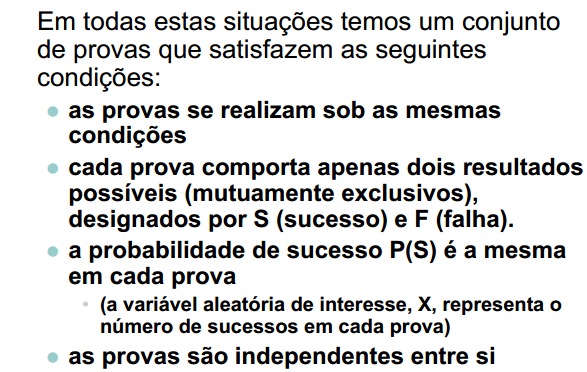 Em todas estas situações temos um conjunto
de provas que satisfazem as seguintes
condições:
as provas se realizam sob as mesmas
condições
cada prova comporta apenas dois resultados
possíveis (mutuamente exclusivos),
designados por S (sucesso) e F (falha).
a probabilidade de sucesso P(S) é a mesma
em cada prova
(a variável aleatória de interesse, X, representa o
número de sucessos em cada prova)
as provas são independentes entre si